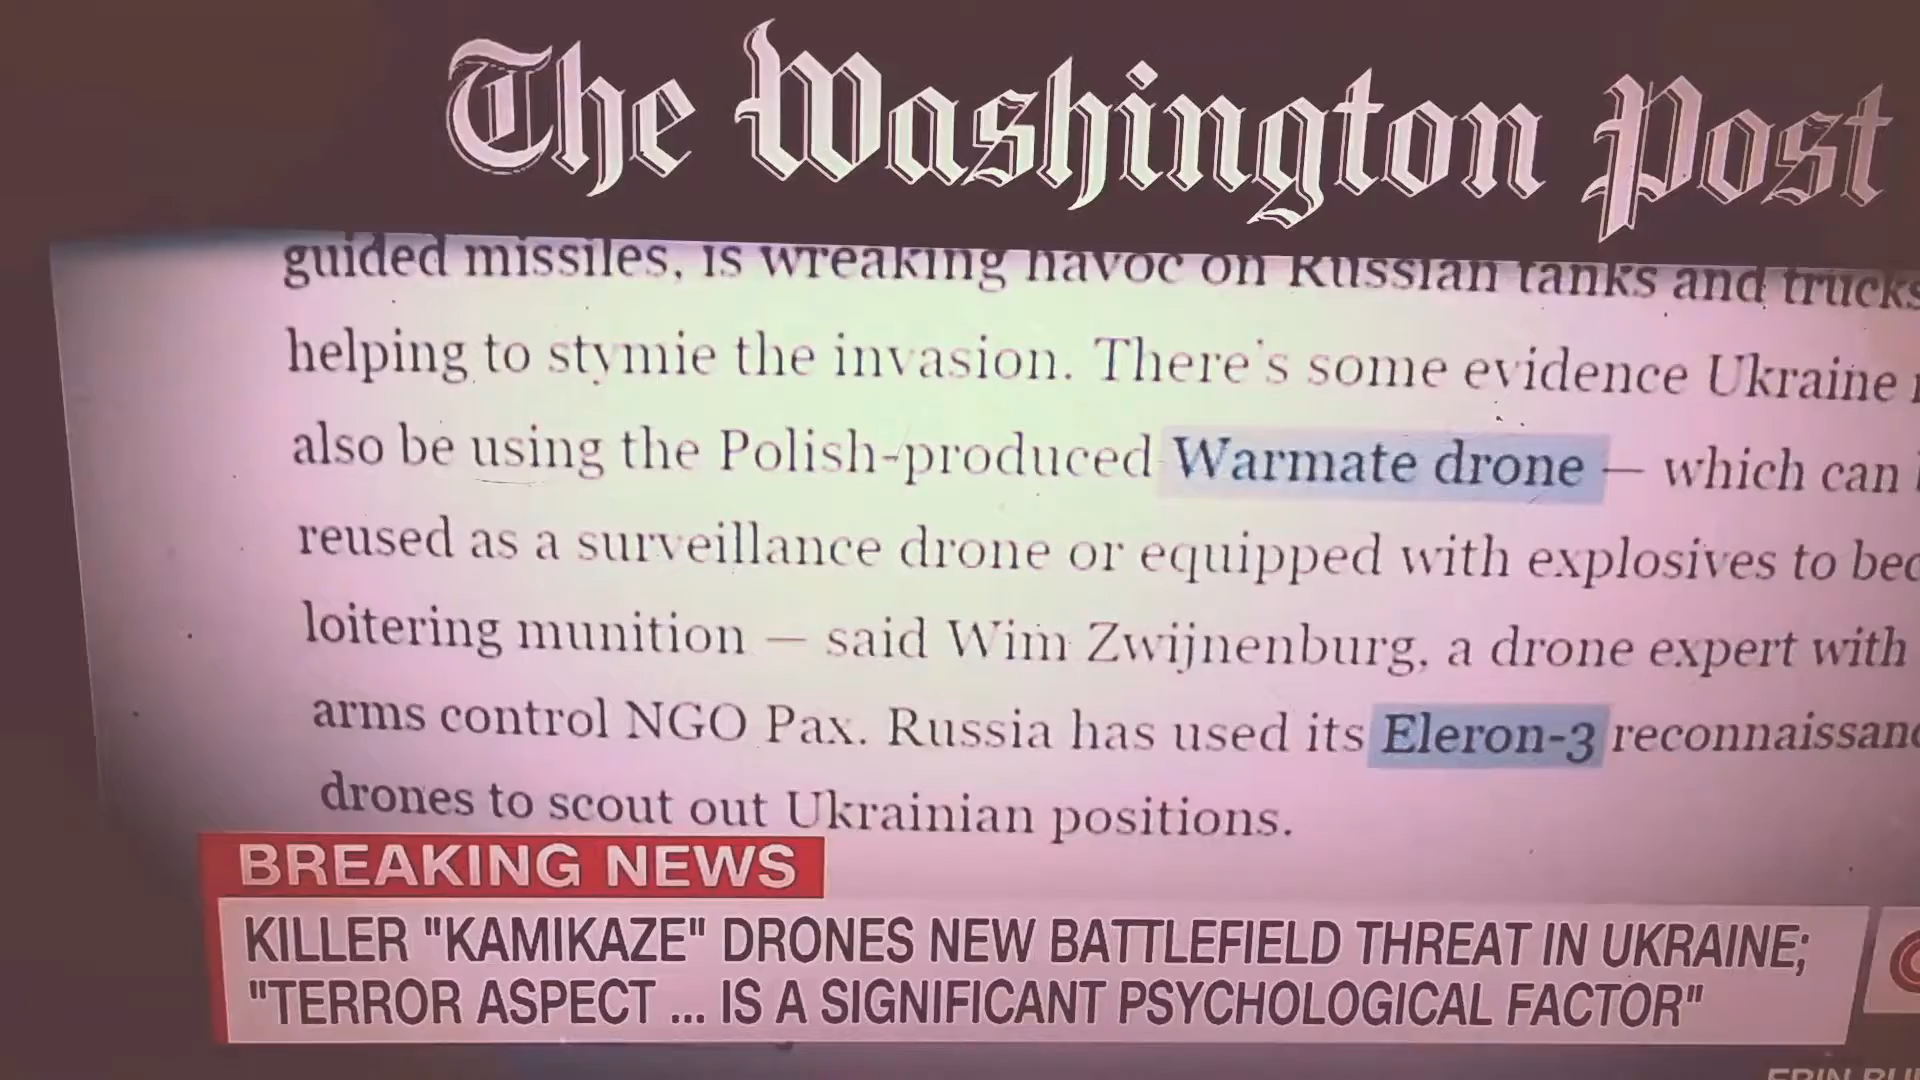 The Washington Post
guided missiles, is wreaking havoc on Russian tanks and trucks
helping to stymie the invasion. There's some evidence Ukraine
also be using the Polish-produced Warmate drone — which can
reused as a surveillance drone or equipped with explosives to bec
loitering munition — said Wim Zwijnenburg, a drone expert with
arms control NGO Pax. Russia has used its Eleron-3 reconnaissanc
drones to scout out Ukrainian positions.
BREAKING NEWS
KILLER "KAMIKAZE" DRONES NEW BATTLEFIELD THREAT IN UKRAINE;
"TERROR ASPECT ... IS A SIGNIFICANT PSYCHOLOGICAL FACTOR"